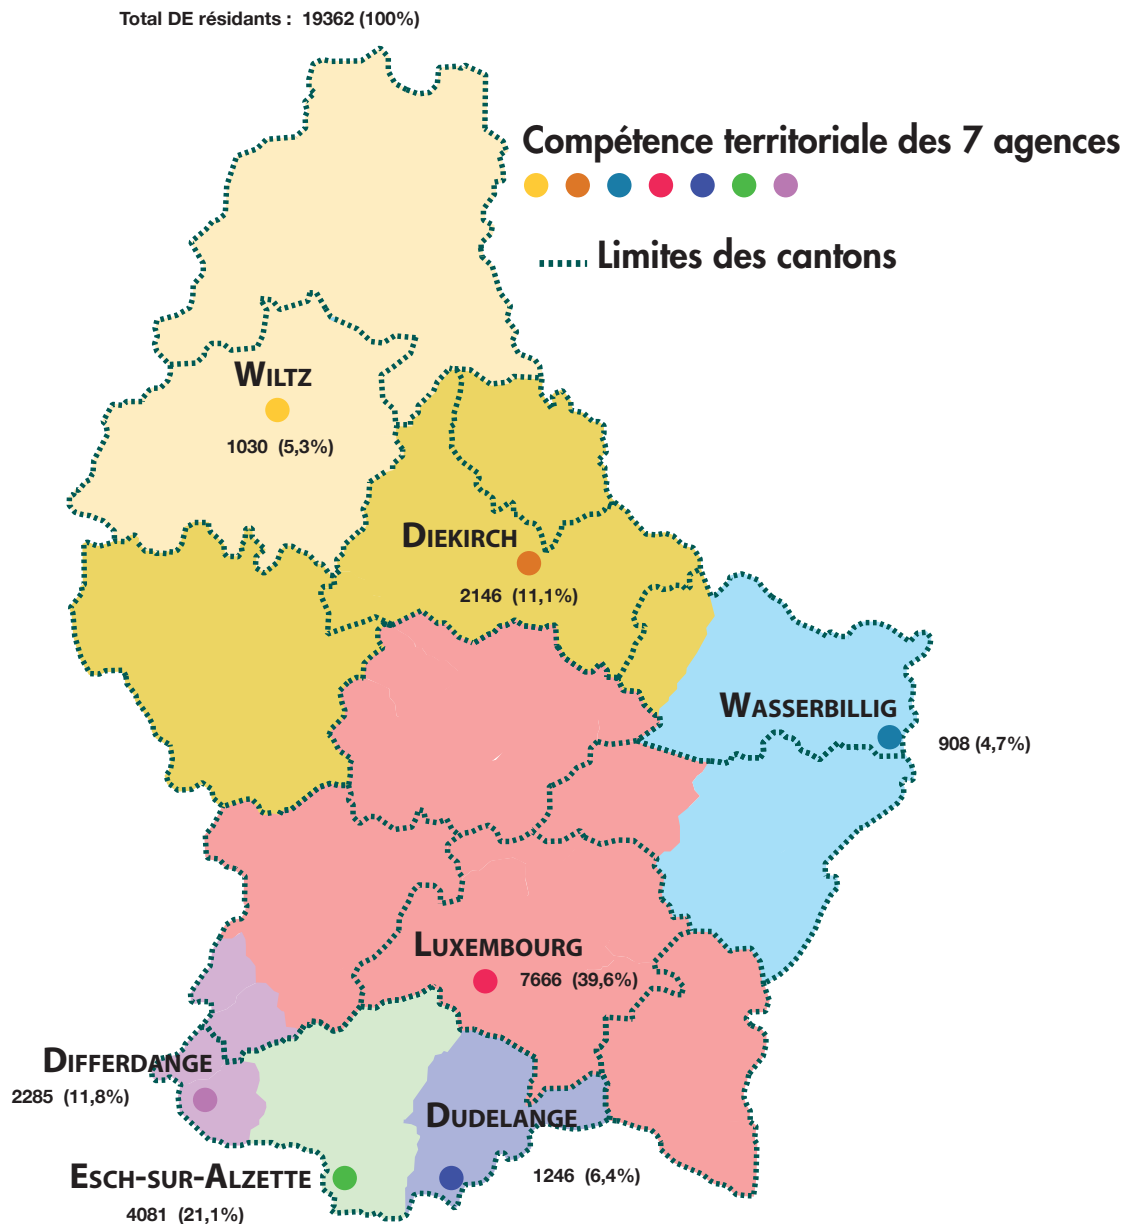 Total DE résidants : 19362 (100%)
Compétence territoriale des 7 agences
Limites des cantons
WILTZ
1030 (5,3%)
DIEKIRCH
2146 (11,1%)
WASSERBILLIG
908 (4,7%)
LUXEMBOURG
7666 (39,6%)
DIFFERDANGE
2285 (11,8%)
DUDELANGE
1246 (6,4%)
ESCH-SUR-ALZETTE
4081 (21,1%)